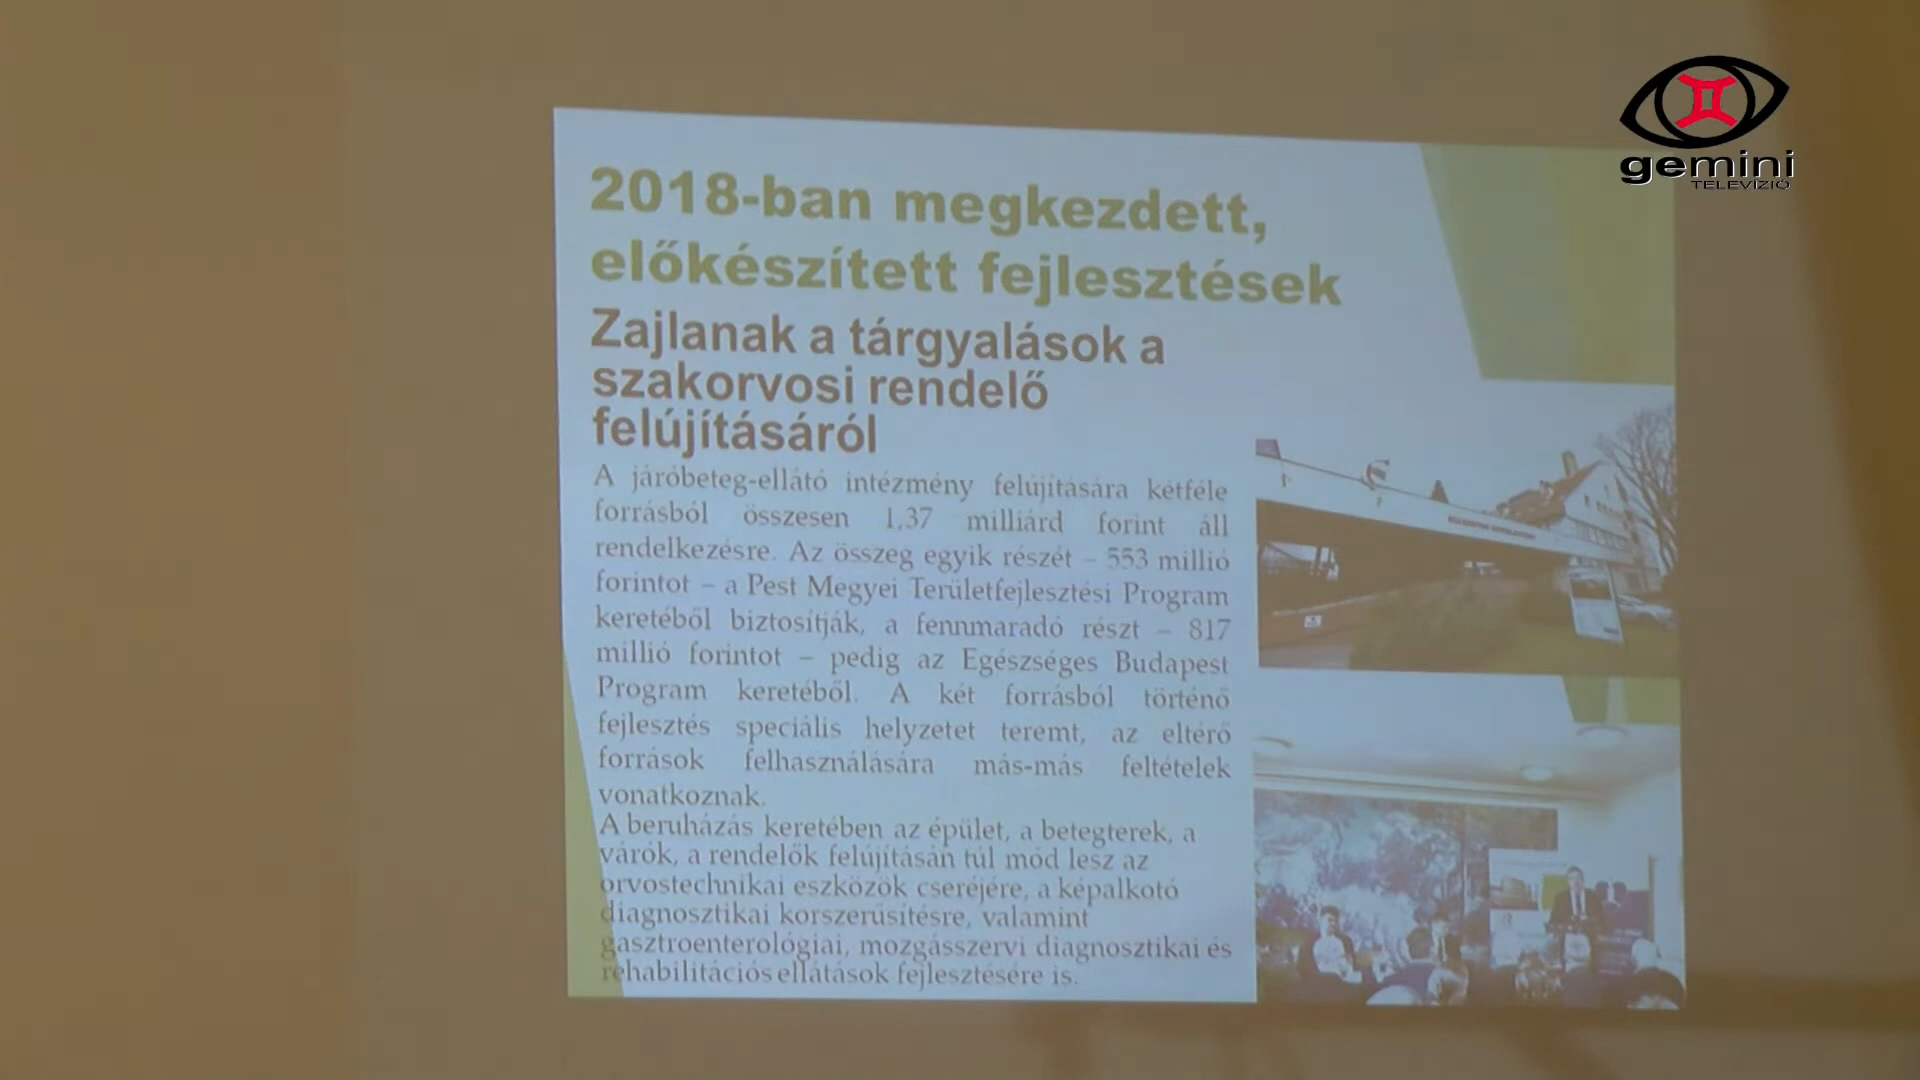 gemini
TELEVÍZIÓ
2018-ban megkezdett,
előkészített fejlesztések
Zajlanak a tárgyalások a
szakorvosi rendelő
felújításáról
A járóbeteg-ellátó intézmény felújítására kétféle
forrásból összesen 1,37 milliárd forint áll
rendelkezésre. Az összeg egyik részét – 553 millió
forintot – a Pest Megyei Területfejlesztési Program
keretéből biztosítják, a fennmaradó részt – 817
millió forintot – pedig az Egészséges Budapest
Program keretéből. A két forrásból történő
fejlesztés speciális helyzetet teremt, az eltérő
források felhasználására más-más feltételek
vonatkoznak.
A beruházás keretében az épület, a betegterek, a
várók, a rendelők felújításán túl mód lesz az
orvostechnikai eszközök cseréjére, a képalkotó
diagnosztikai korszerűsítésre, valamint
gasztroenterológiai, mozgásszervi diagnosztikai és
rehabilitációs ellátások fejlesztésére is.